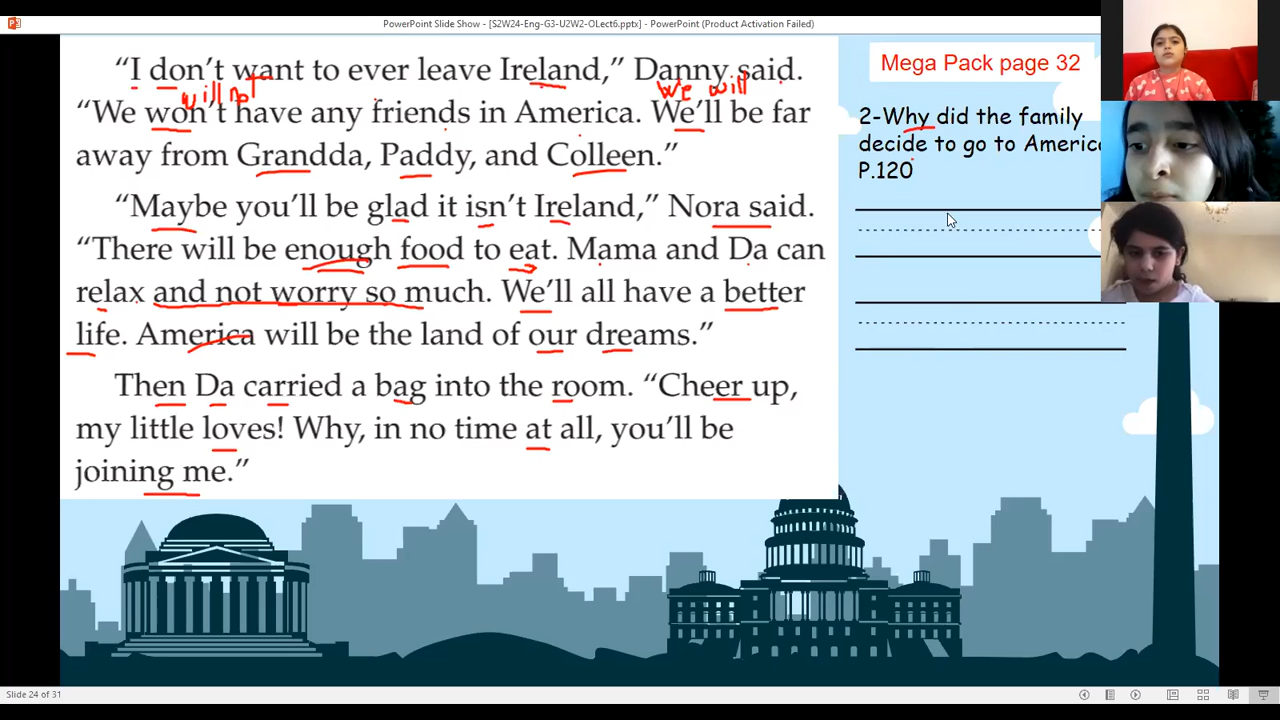 PowerPoint Slide Show - [S2W24-Eng-G3-U2W2-OLect6.pptx] - PowerPoint (Product Activation Failed)
“I don’t want to ever leave Ireland,” Danny said.
will not
we will
“We won’t have any friends in America. We’ll be far
away from Grandda, Paddy, and Colleen.”
“Maybe you’ll be glad it isn’t Ireland,” Nora said.
“There will be enough food to eat. Mama and Da can
relax and not worry so much. We’ll all have a better
life. America will be the land of our dreams.”
Then Da carried a bag into the room. “Cheer up,
my little loves! Why, in no time at all, you’ll be
joining me.”
Mega Pack page 32
2-Why did the family
decide to go to America
P.120
Slide 24 of 31